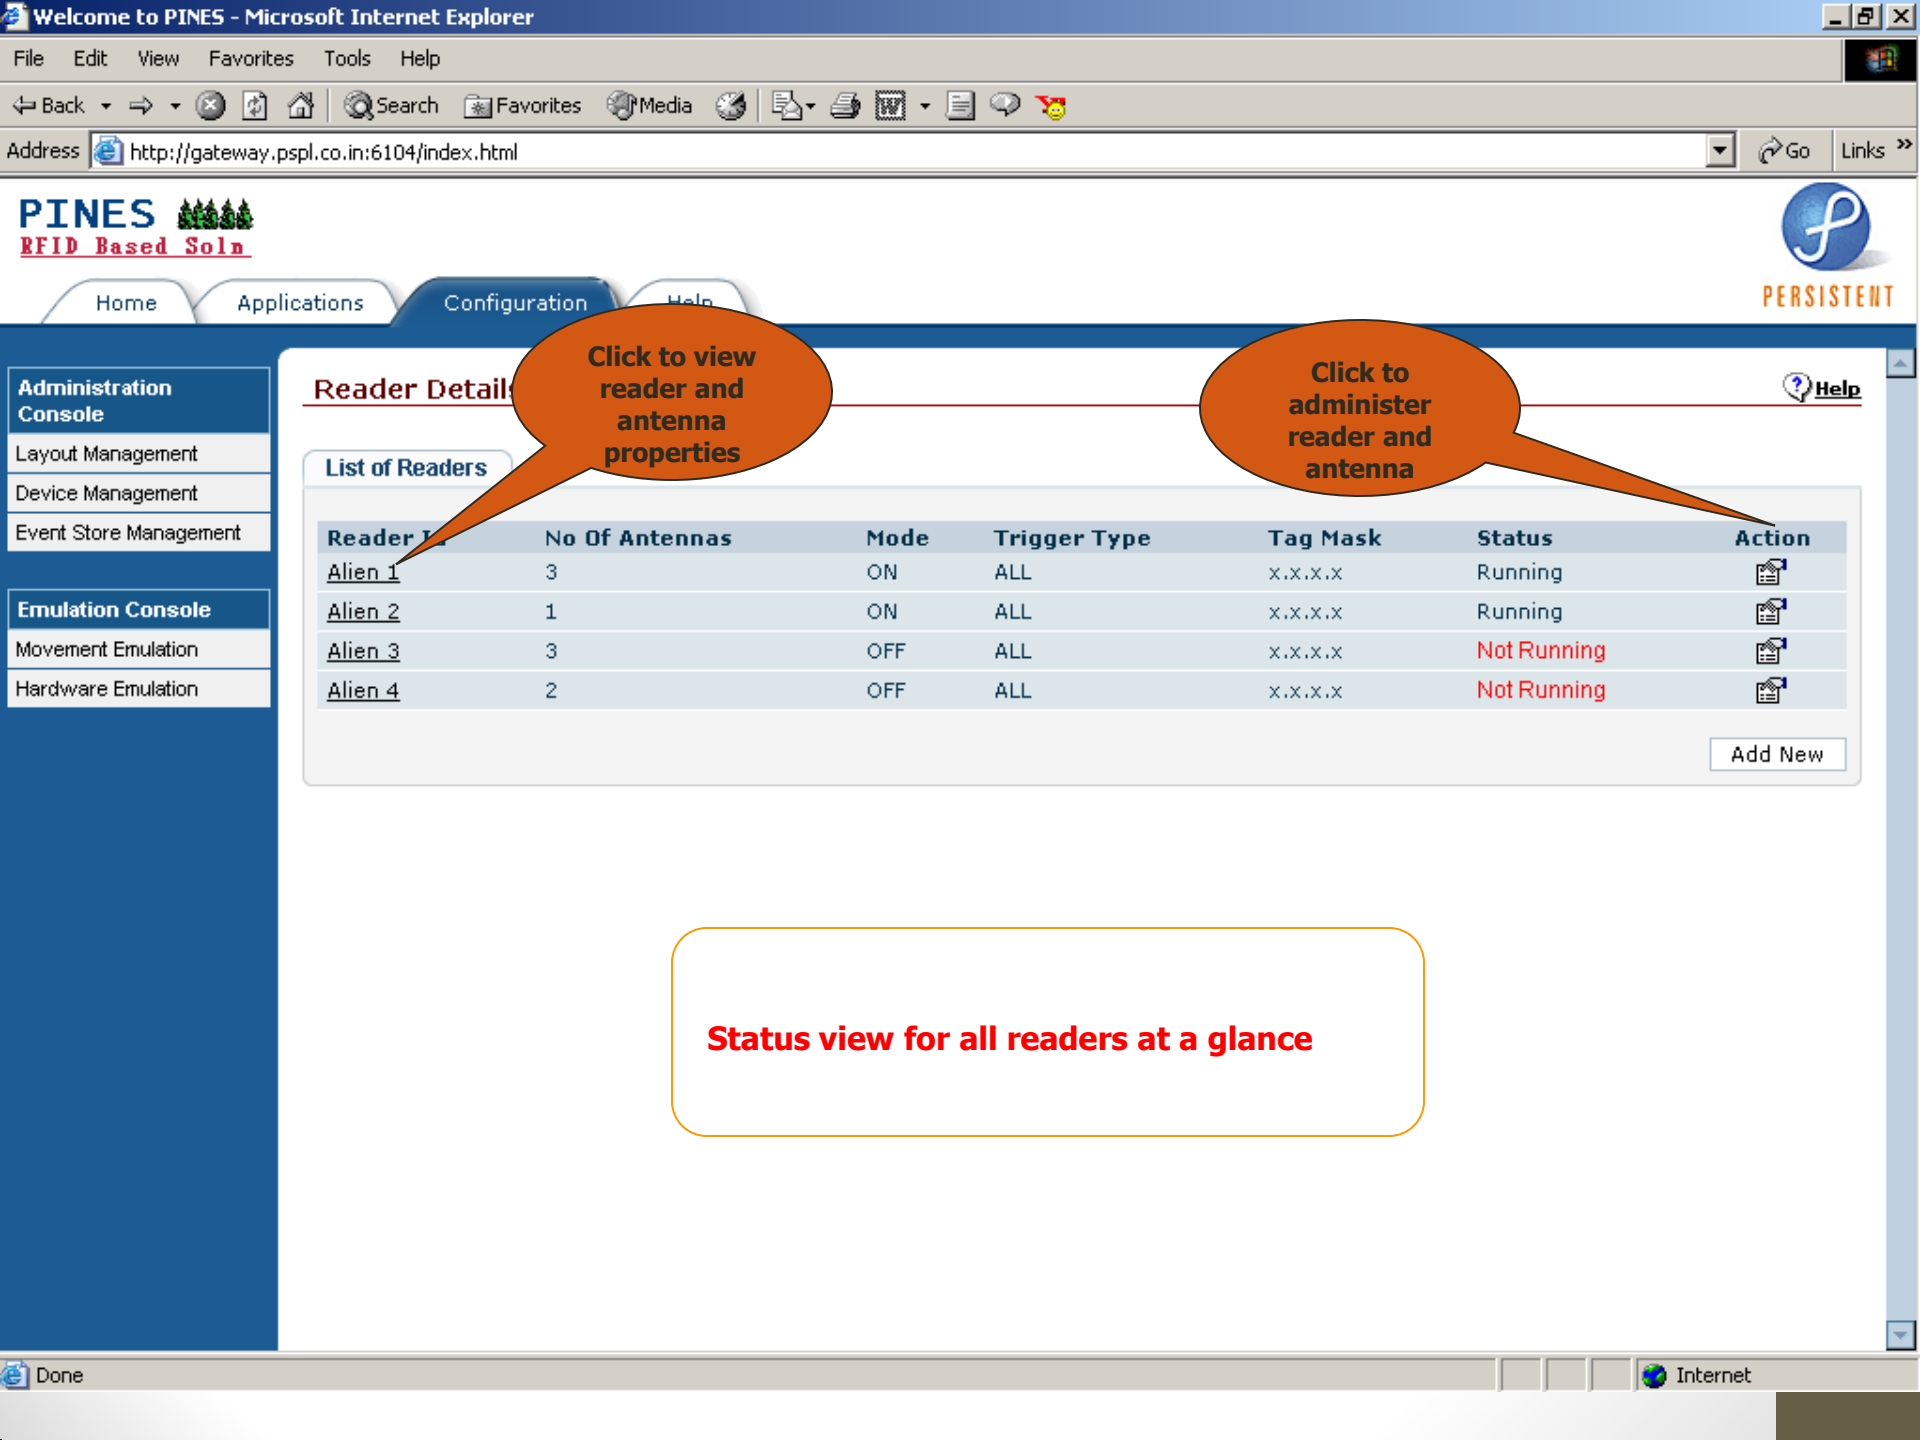 Welcome to PINES - Microsoft Internet Explorer
File Edit View Favorites Tools Help
Back Search Favorites Media
Address http://gateway.pspl.co.in:6104/index.html Go Links »
PINES
RFID Based Soln
PERSISTENT
Home Applications Configuration Help
Administration
Console
Layout Management
Device Management
Event Store Management
Emulation Console
Movement Emulation
Hardware Emulation
Reader Details
Help
Click to view
reader and
antenna
properties
Click to
administer
reader and
antenna
List of Readers
Reader Id No Of Antennas Mode Trigger Type Tag Mask Status Action
Alien 1 3 ON ALL x.x.x.x Running
Alien 2 1 ON ALL x.x.x.x Running
Alien 3 3 OFF ALL x.x.x.x Not Running
Alien 4 2 OFF ALL x.x.x.x Not Running
Add New
Status view for all readers at a glance
Done Internet